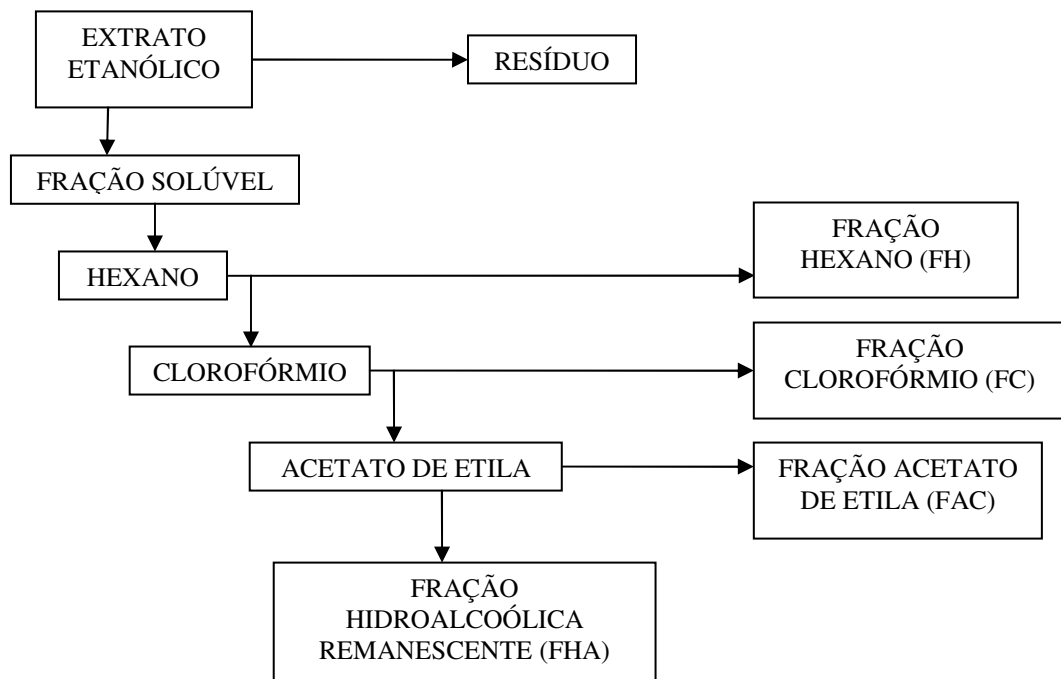 EXTRATO
ETANÓLICO
RESÍDUO
FRAÇÃO SOLÚVEL
FRAÇÃO
HEXANO (FH)
HEXANO
FRAÇÃO
CLOROFÓRMIO (FC)
CLOROFÓRMIO
ACETATO DE ETILA
FRAÇÃO ACETATO
DE ETILA (FAC)
FRAÇÃO
HIDROALCOÓLICA
REMANESCENTE (FHA)